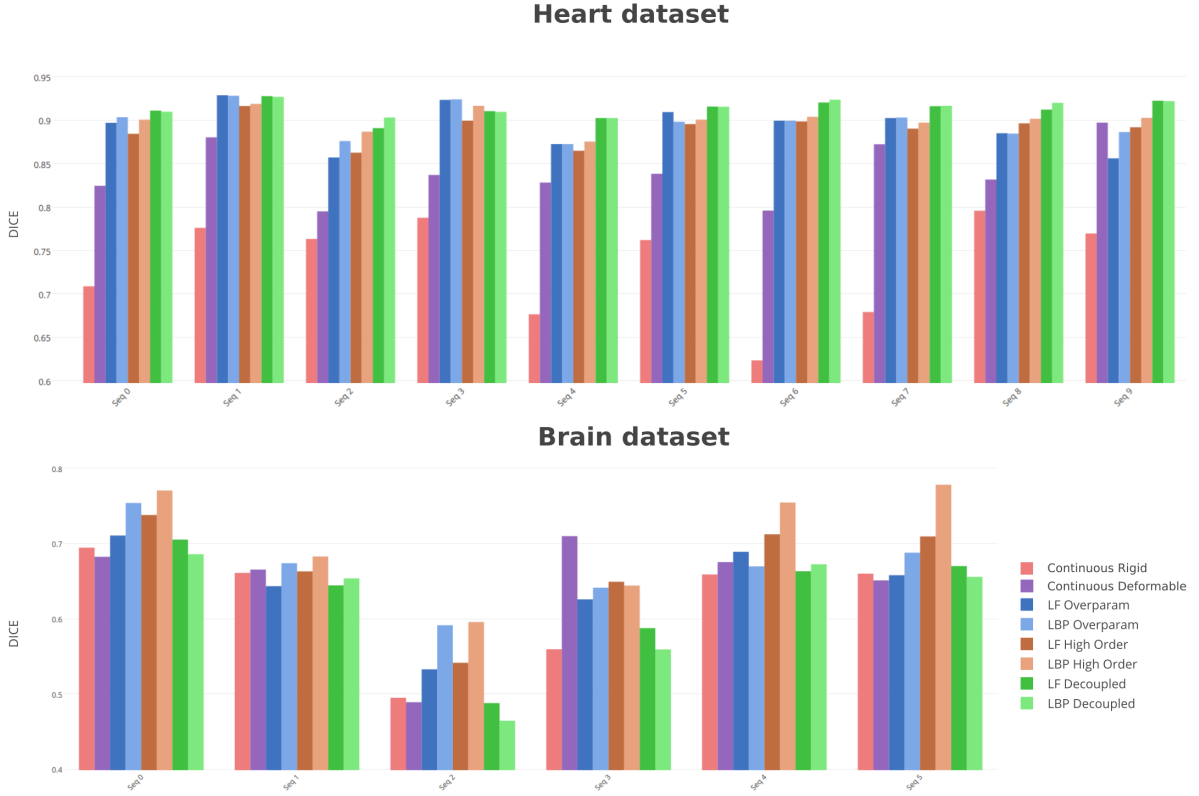 Heart dataset
0.95
0.9
0.85
0.8
0.75
0.7
0.65
0.6
DICE
Seq 0
Seq 1
Seq 2
Seq 3
Seq 4
Seq 5
Seq 6
Seq 7
Seq 8
Seq 9
Brain dataset
0.8
0.7
0.6
0.5
0.4
DICE
Seq 0
Seq 1
Seq 2
Seq 3
Seq 4
Seq 5
Continuous Rigid
Continuous Deformable
LF Overparam
LBP Overparam
LF High Order
LBP High Order
LF Decoupled
LBP Decoupled